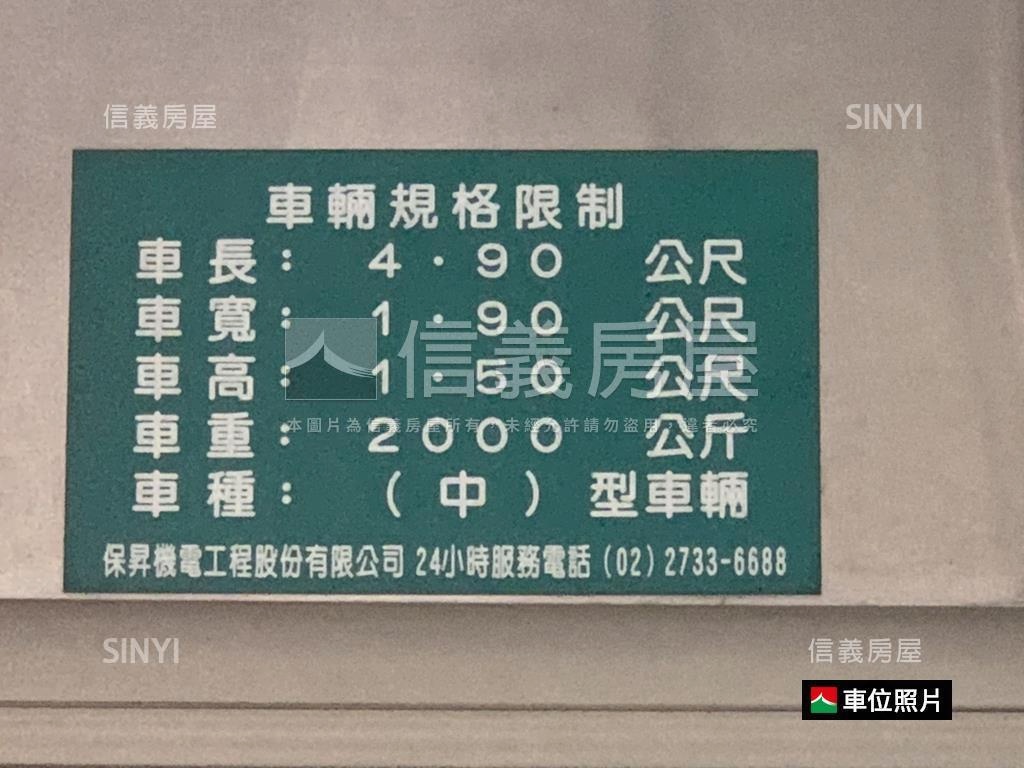 信義房屋 SINYI
車輛規格限制
車長： 4・90 公尺
車寬： 1・90 公尺
信義房屋
車高： 1・50 公尺
本圖片為信義房屋所有，未經允許請勿盜用，違者必究
車重： 2000 公斤
車種： （中）型車輛
保昇機電工程股份有限公司 24小時服務電話 (02) 2733-6688
SINYI 信義房屋
車位照片